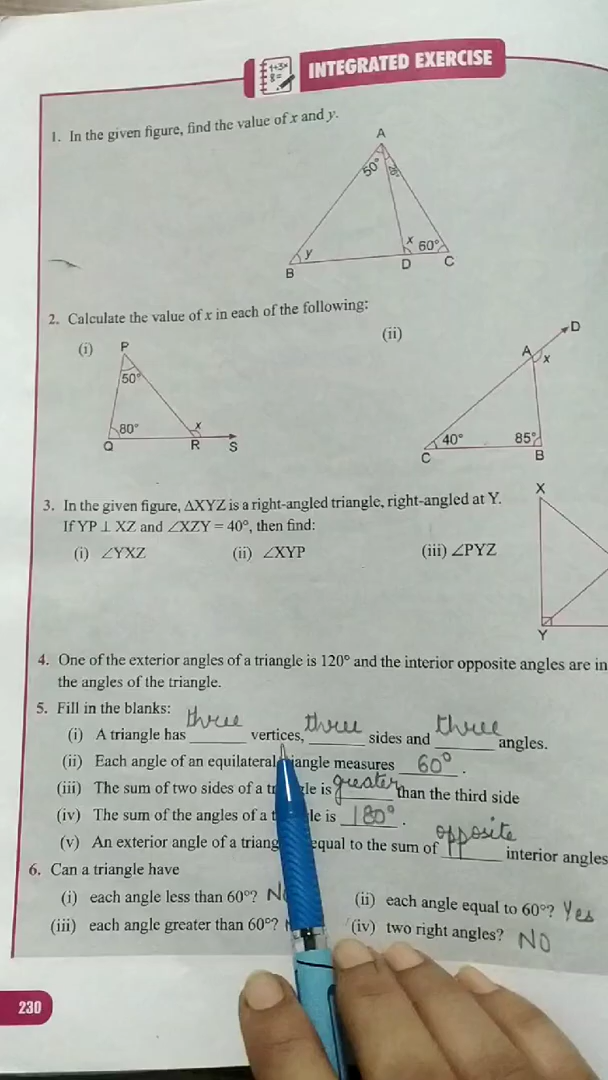 1+3×
8=
INTEGRATED EXERCISE
1. In the given figure, find the value of x and y.
A
50°
x 60°
y
B D C
2. Calculate the value of x in each of the following:
(i) P (ii)
50°
80° x
Q R S
D
A x
40° 85°
C B
3. In the given figure, ΔXYZ is a right-angled triangle, right-angled at Y.
If YP ⊥ XZ and ∠XZY = 40°, then find:
(i) ∠YXZ (ii) ∠XYP (iii) ∠PYZ
X
Y
4. One of the exterior angles of a triangle is 120° and the interior opposite angles are in
the angles of the triangle.
5. Fill in the blanks:
(i) A triangle has three vertices, three sides and three angles.
(ii) Each angle of an equilateral iangle measures 60°.
(iii) The sum of two sides of a gle is greater than the third side
(iv) The sum of the angles of a t le is 180°.
(v) An exterior angle of a triang equal to the sum of opposite interior angles
6. Can a triangle have
(i) each angle less than 60°? (ii) each angle equal to 60°? Yes
(iii) each angle greater than 60°? (iv) two right angles? NO
230